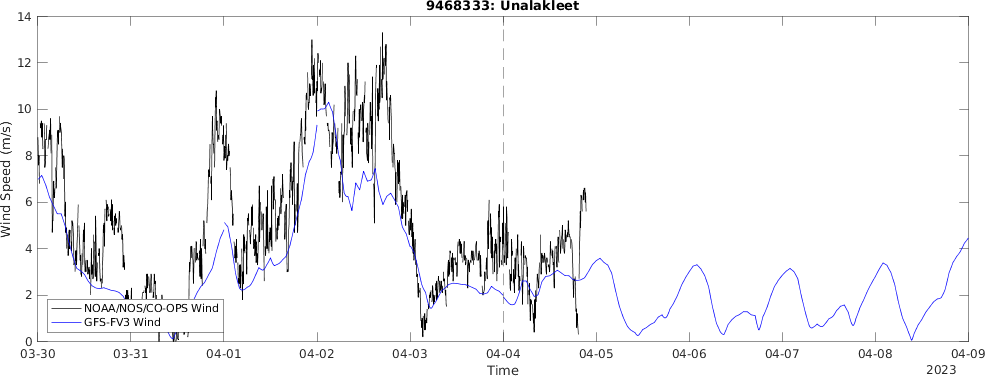 9468333: Unalakleet
14
12
10
8
6
4
2
0
Wind Speed (m/s)
NOAA/NOS/CO-OPS Wind
GFS-FV3 Wind
03-30 03-31 04-01 04-02 04-03 04-04 04-05 04-06 04-07 04-08 04-09
Time
2023